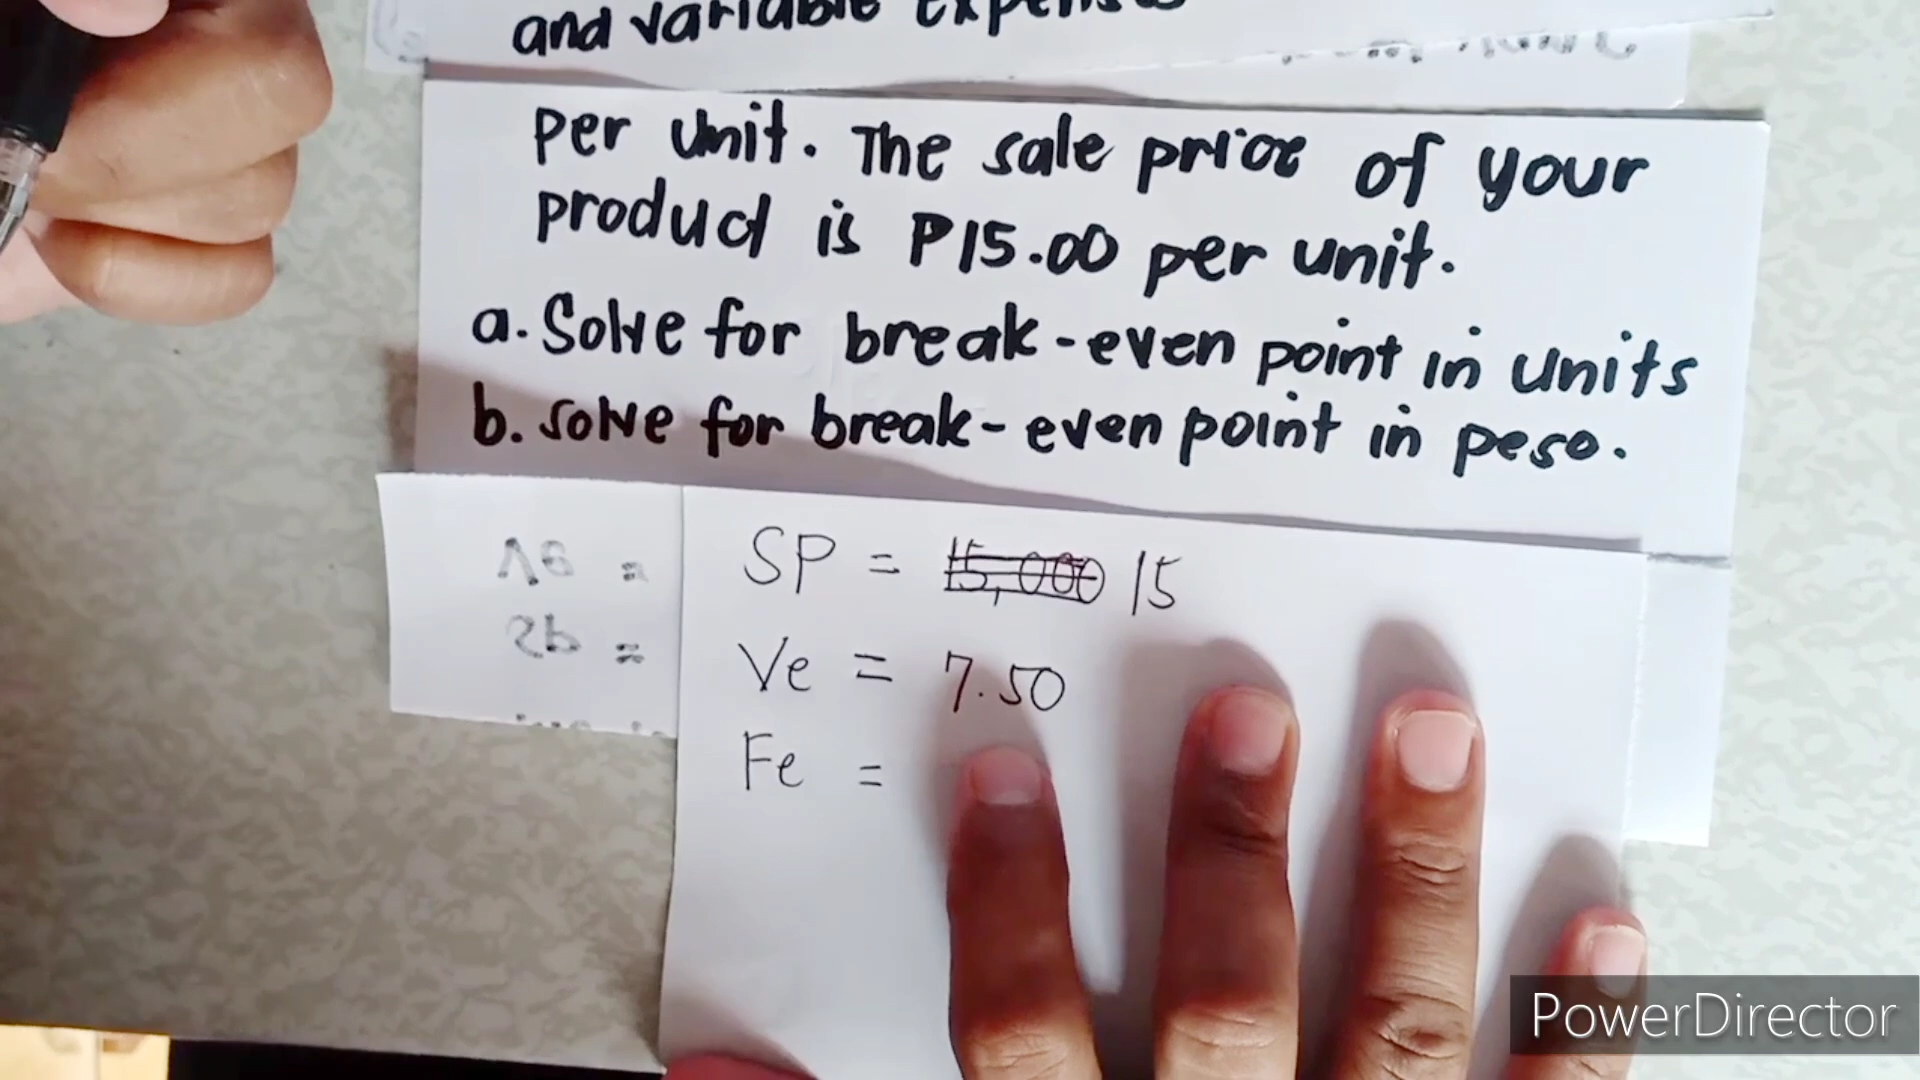 and variable expenses
per unit. The sale price of your
product is P15.00 per unit.
a. Solve for break-even point in units
b. solve for break-even point in peso.
SP = 15,000 15
Ve = 7.50
Fe =
PowerDirector